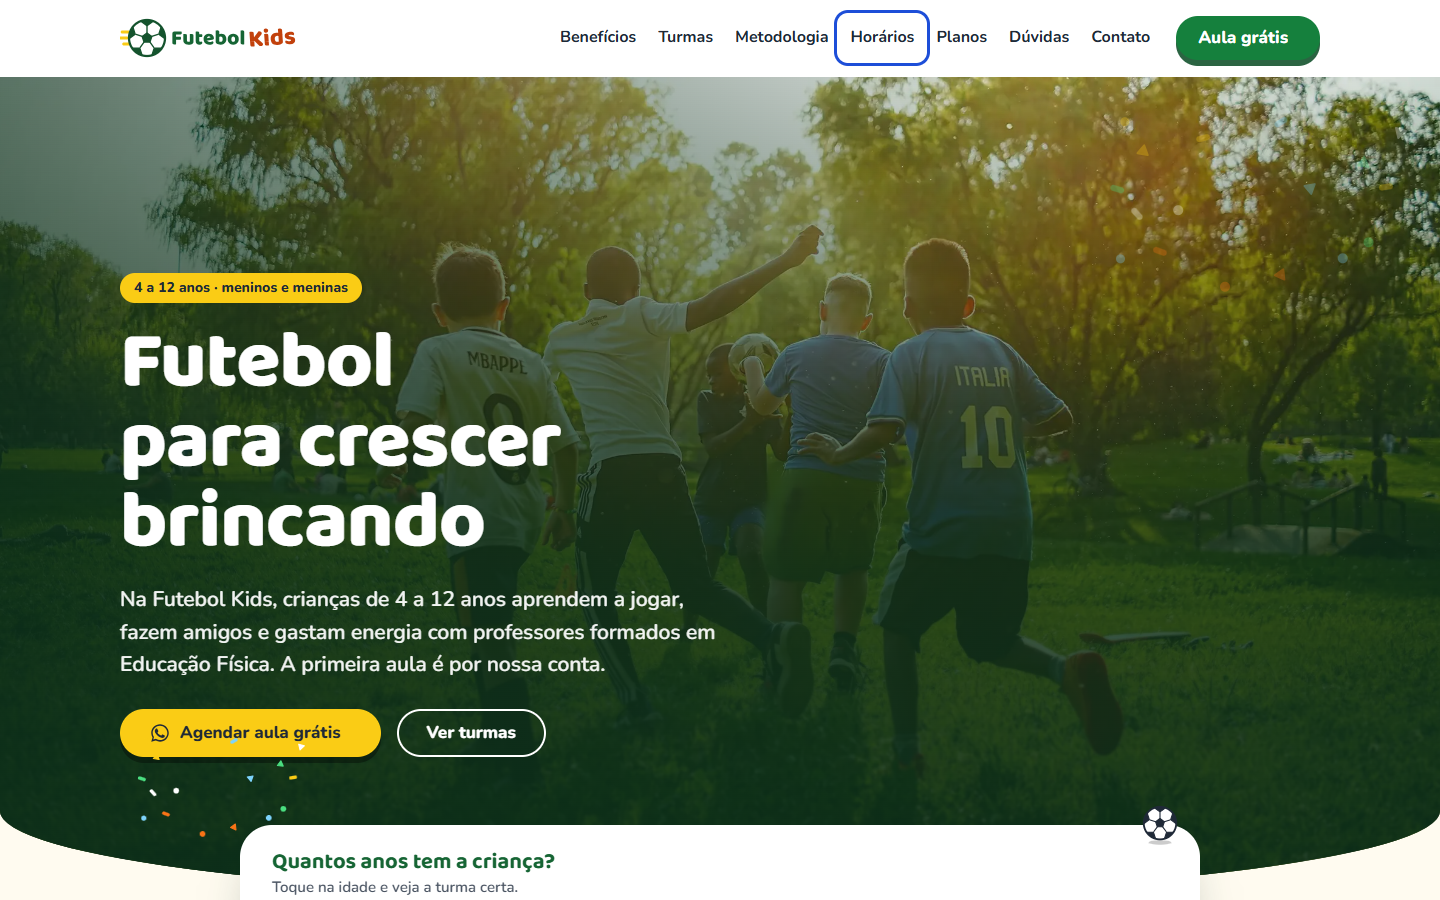 Futebol Kids
Benefícios
Turmas
Metodologia
Horários
Planos
Dúvidas
Contato
Aula grátis
4 a 12 anos · meninos e meninas
MBAPPE
9
ITALIA
10
Futebol
para crescer
brincando
Na Futebol Kids, crianças de 4 a 12 anos aprendem a jogar,
fazem amigos e gastam energia com professores formados em
Educação Física. A primeira aula é por nossa conta.
Agendar aula grátis
Ver turmas
Quantos anos tem a criança?
Toque na idade e veja a turma certa.